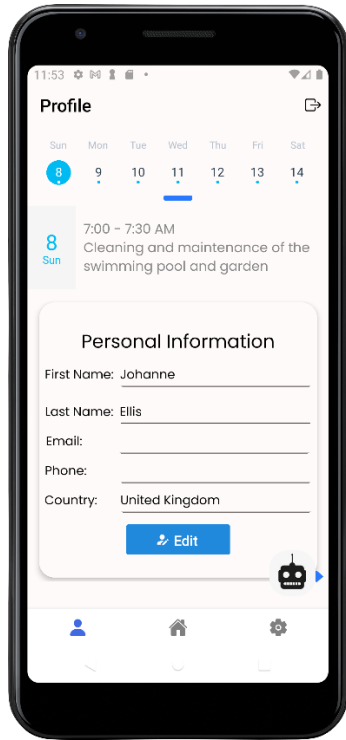 11:53
Profile
Sun Mon Tue Wed Thu Fri Sat
8 9 10 11 12 13 14
8
Sun
7:00 - 7:30 AM
Cleaning and maintenance of the
swimming pool and garden
Personal Information
First Name: Johanne
Last Name: Ellis
Email:
Phone:
Country: United Kingdom
Edit